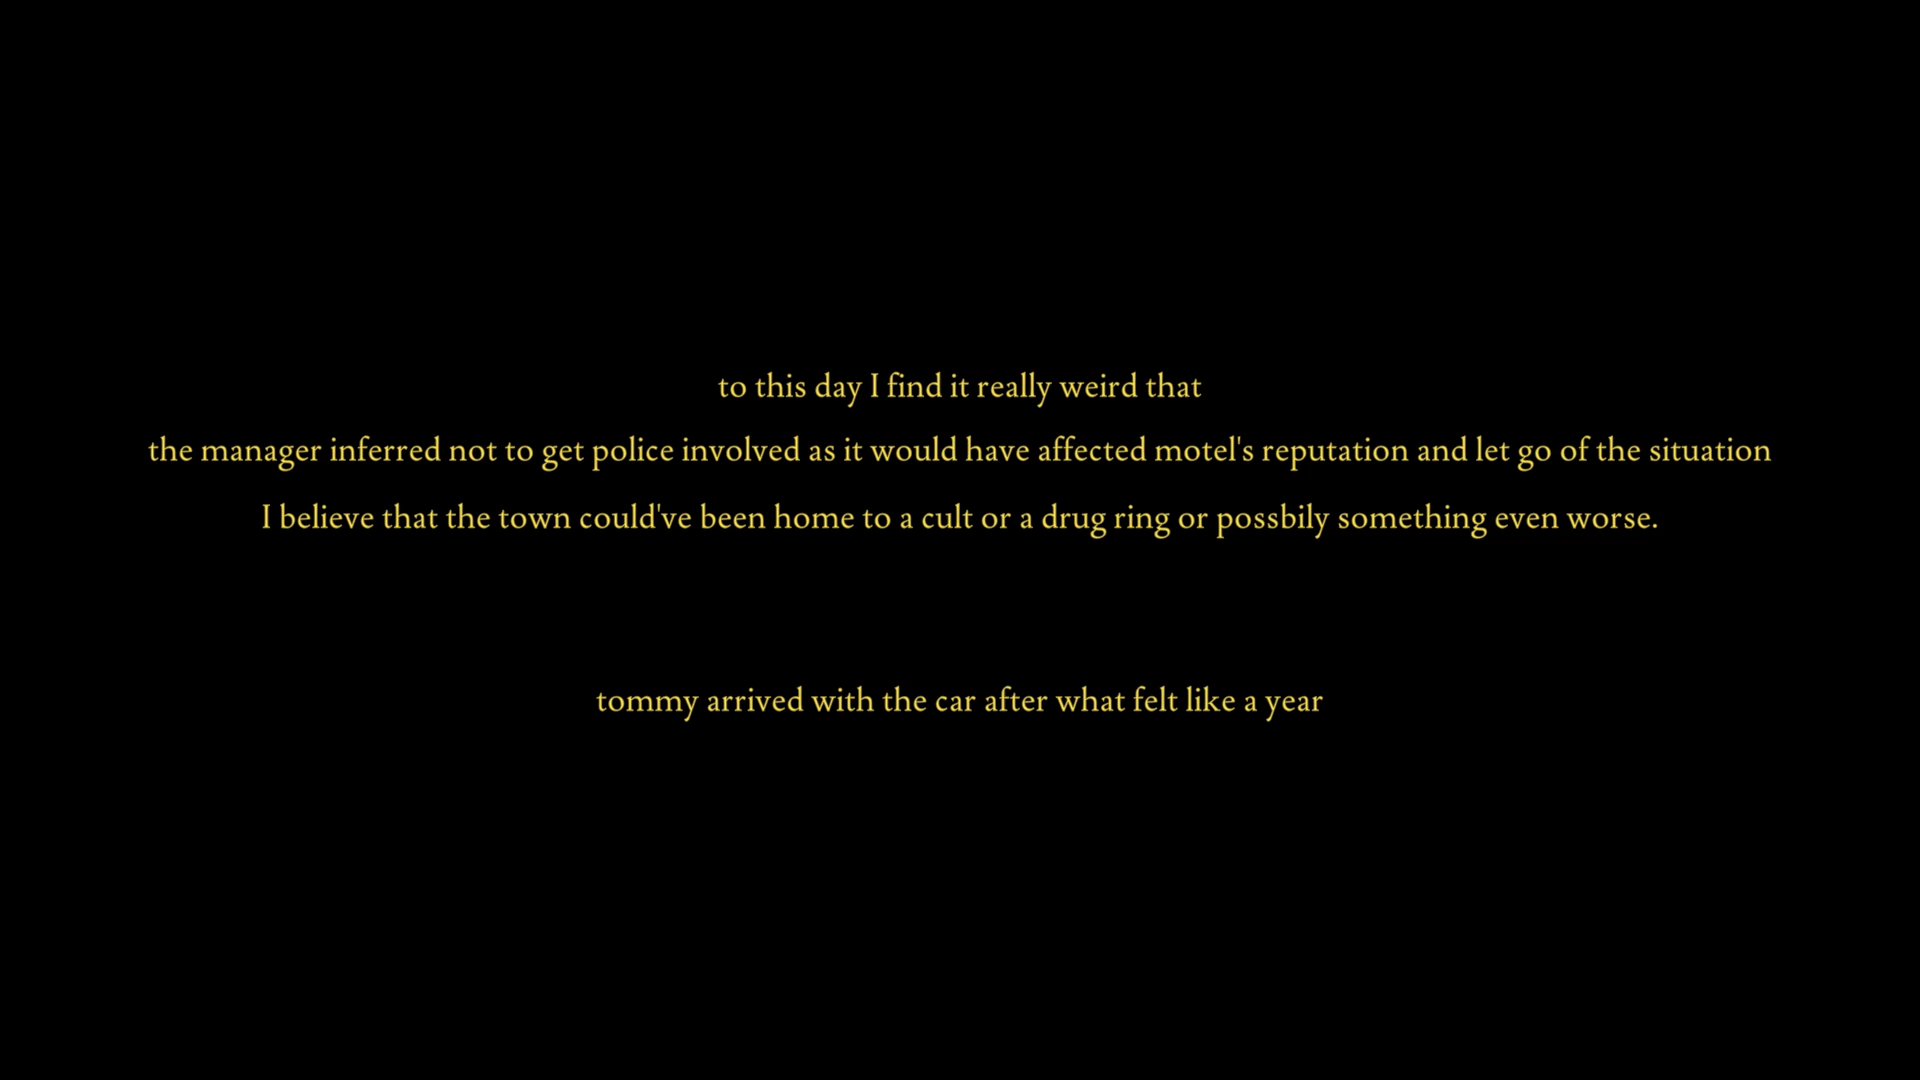 to this day I find it really weird that
the manager inferred not to get police involved as it would have affected motel's reputation and let go of the situation
I believe that the town could've been home to a cult or a drug ring or possbily something even worse.
tommy arrived with the car after what felt like a year